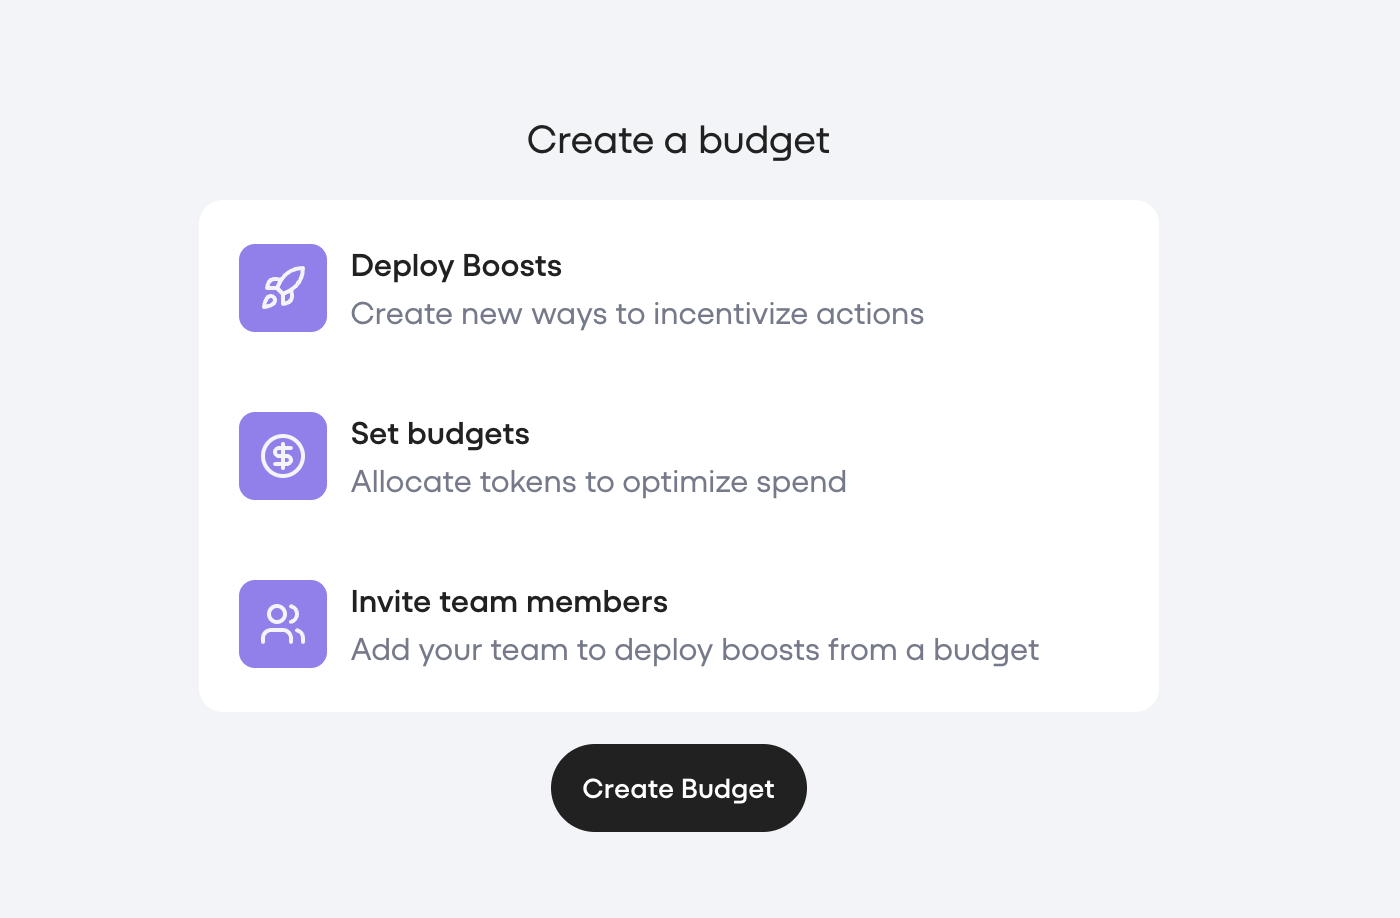 Create a budget
Deploy Boosts
Create new ways to incentivize actions
Set budgets
Allocate tokens to optimize spend
Invite team members
Add your team to deploy boosts from a budget
Create Budget